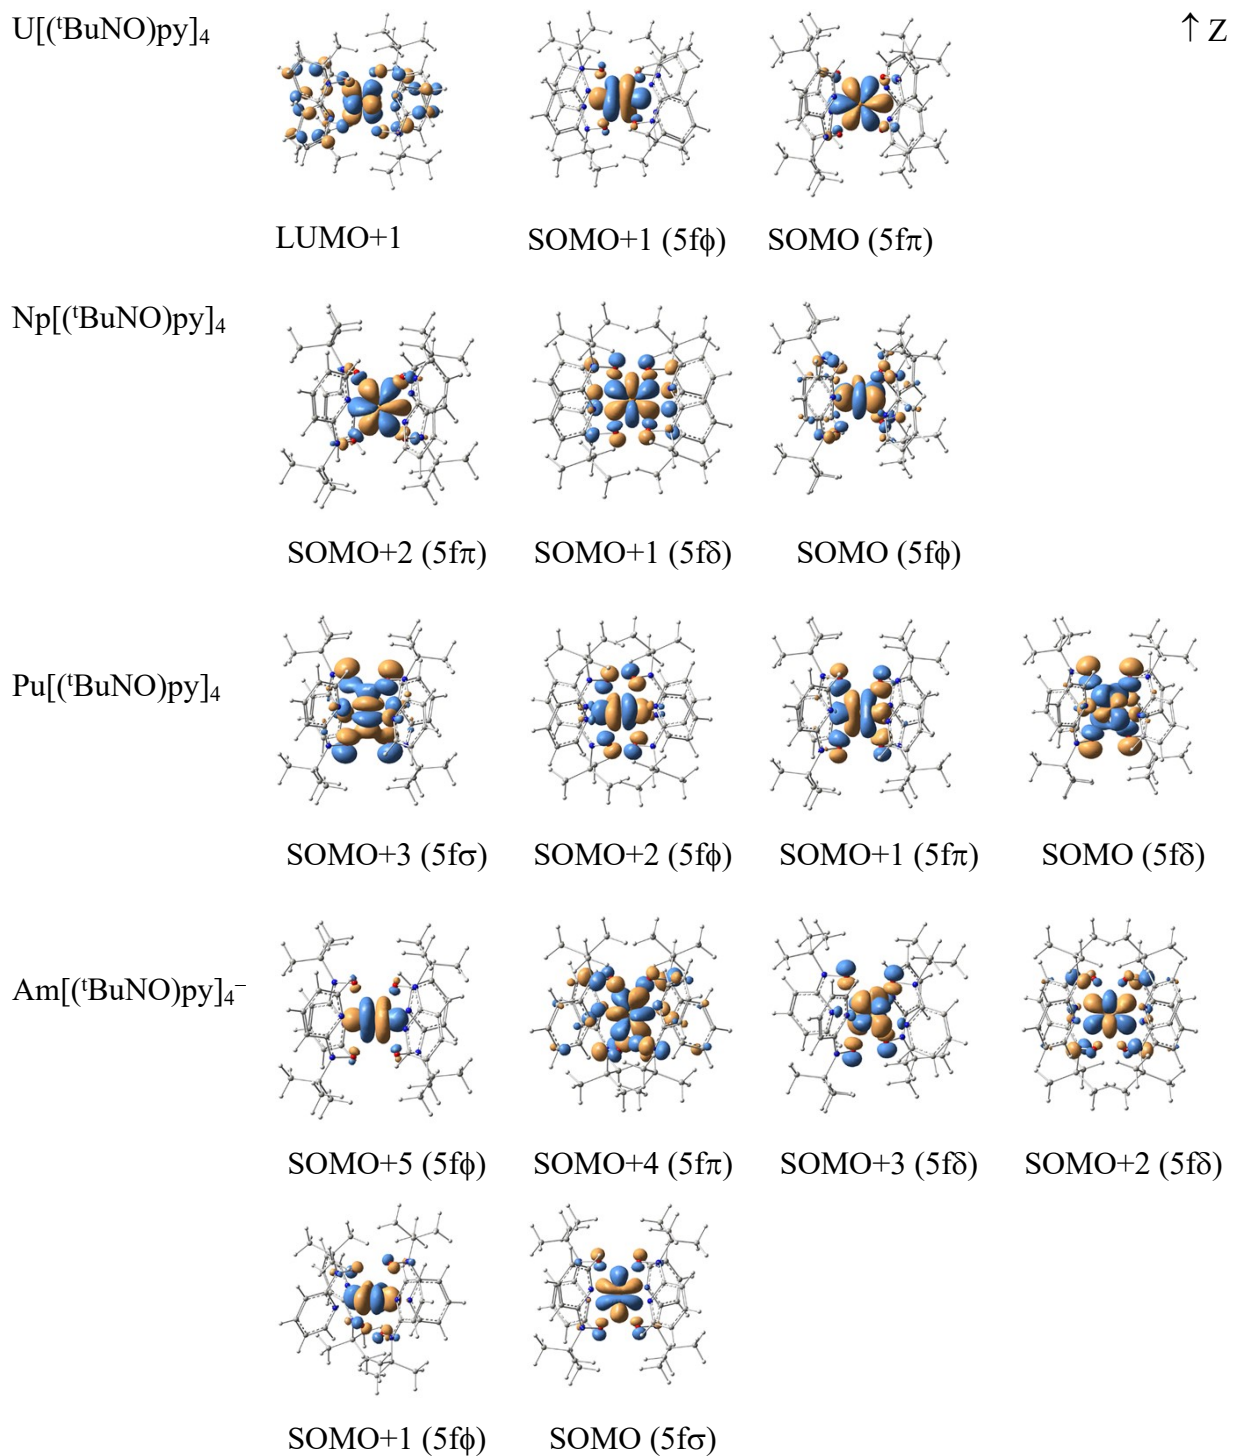 U[(ᵗBuNO)py]₄ ↑ Z
LUMO+1 SOMO+1 (5fϕ) SOMO (5fπ)
Np[(ᵗBuNO)py]₄
SOMO+2 (5fπ) SOMO+1 (5fδ) SOMO (5fϕ)
Pu[(ᵗBuNO)py]₄
SOMO+3 (5fσ) SOMO+2 (5fϕ) SOMO+1 (5fπ) SOMO (5fδ)
Am[(ᵗBuNO)py]₄⁻
SOMO+5 (5fϕ) SOMO+4 (5fπ) SOMO+3 (5fδ) SOMO+2 (5fδ)
SOMO+1 (5fϕ) SOMO (5fσ)